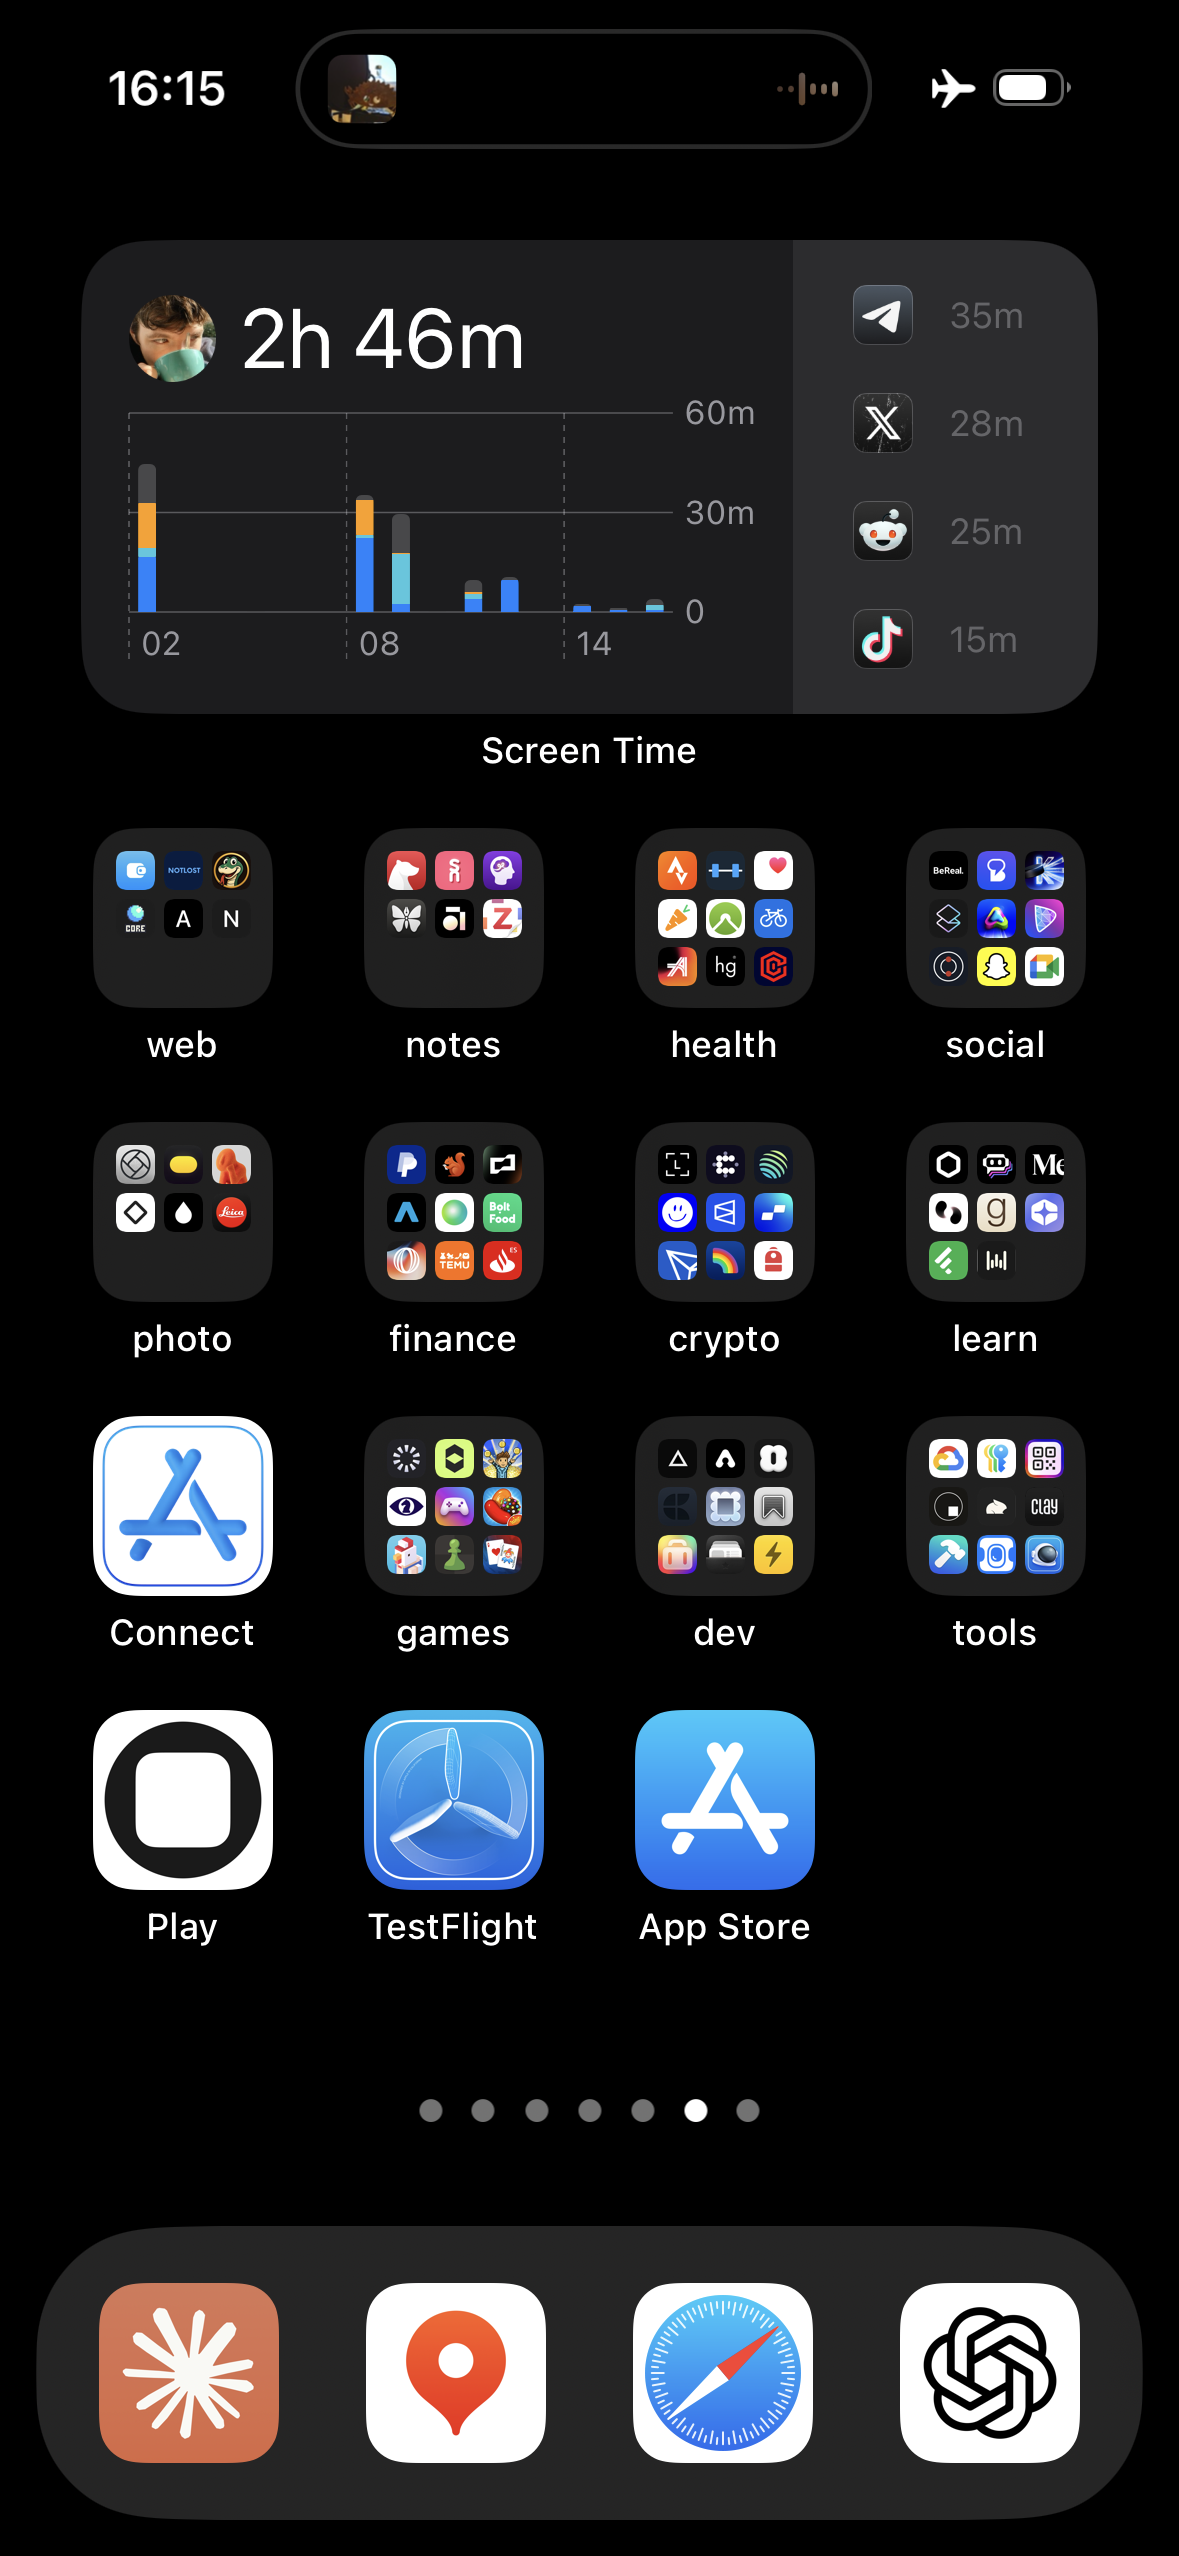 16:15
2h 46m
60m
30m
0
02 08 14
35m
28m
25m
15m
Screen Time
NOTLOST
CORE
A N
Z
hg
BeReal.
web notes health social
Bolt
Food
TEMU
ES
Leica
Me
g
photo finance crypto learn
CLAY
Connect games dev tools
Play TestFlight App Store